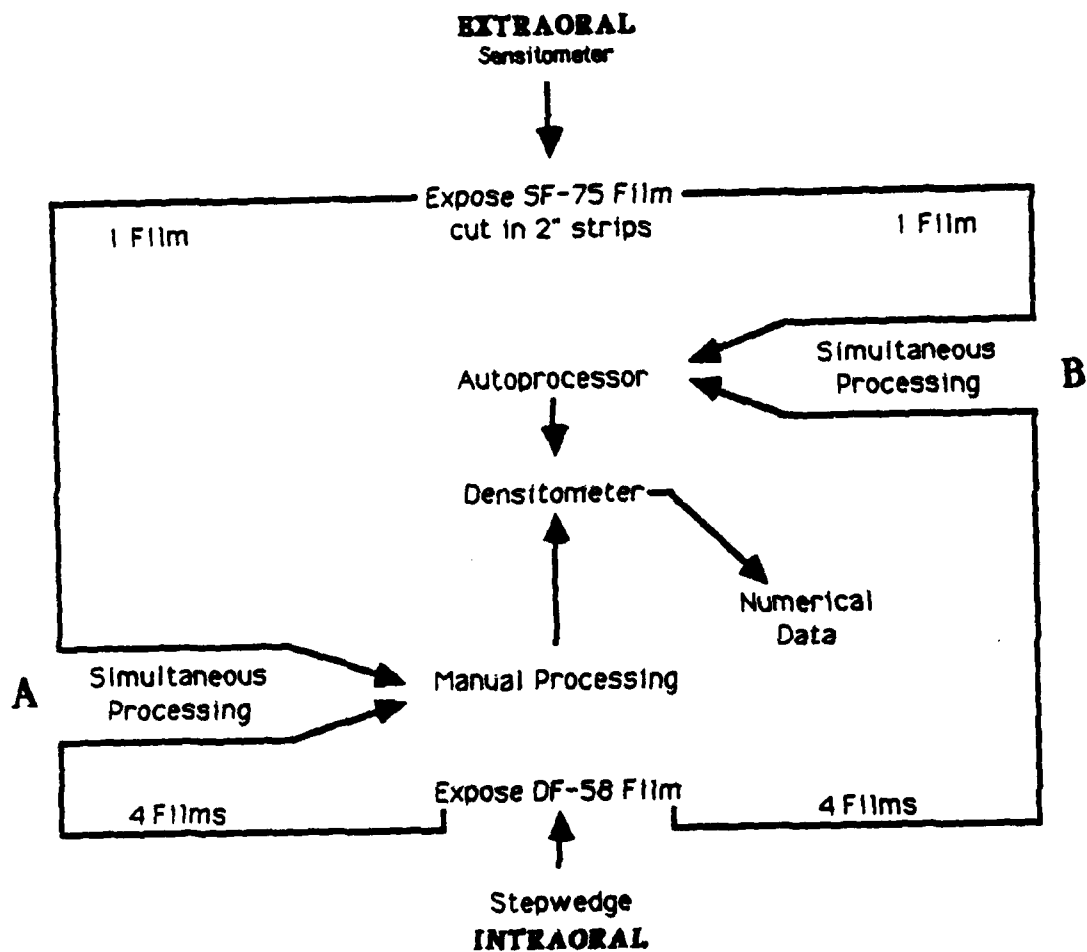 EXTRAORAL
Sensitometer
Expose SF-75 Film
cut in 2" strips
1 Film
1 Film
Simultaneous
Processing
B
Autoprocessor
Densitometer
Numerical
Data
A
Simultaneous
Processing
Manual Processing
Expose DF-58 Film
4 Films
4 Films
Stepwedge
INTRAORAL